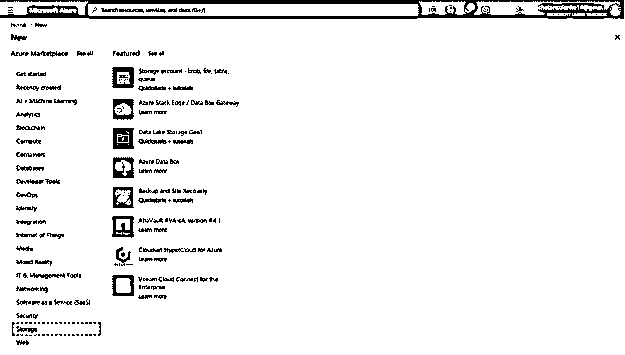 Microsoft Azure
Search resources, services, and docs (G+/)
Home > New
New
Azure Marketplace See all
Featured See all
Get started
Recently created
AI + Machine Learning
Analytics
Blockchain
Compute
Containers
Databases
Developer Tools
DevOps
Identity
Integration
Internet of Things
Media
Mixed Reality
IT & Management Tools
Networking
Software as a Service (SaaS)
Security
Storage
Web
Storage account - blob, file, table,
queue
Quickstarts + tutorials
Azure Stack Edge / Data Box Gateway
Learn more
Data Lake Storage Gen1
Quickstarts + tutorials
Azure Data Box
Learn more
Backup and Site Recovery
Quickstarts + tutorials
AltaVault AVA-v4, version 4.4.1
Learn more
Cloudian HyperCloud for Azure
Learn more
Veeam Cloud Connect for the
Enterprise
Learn more